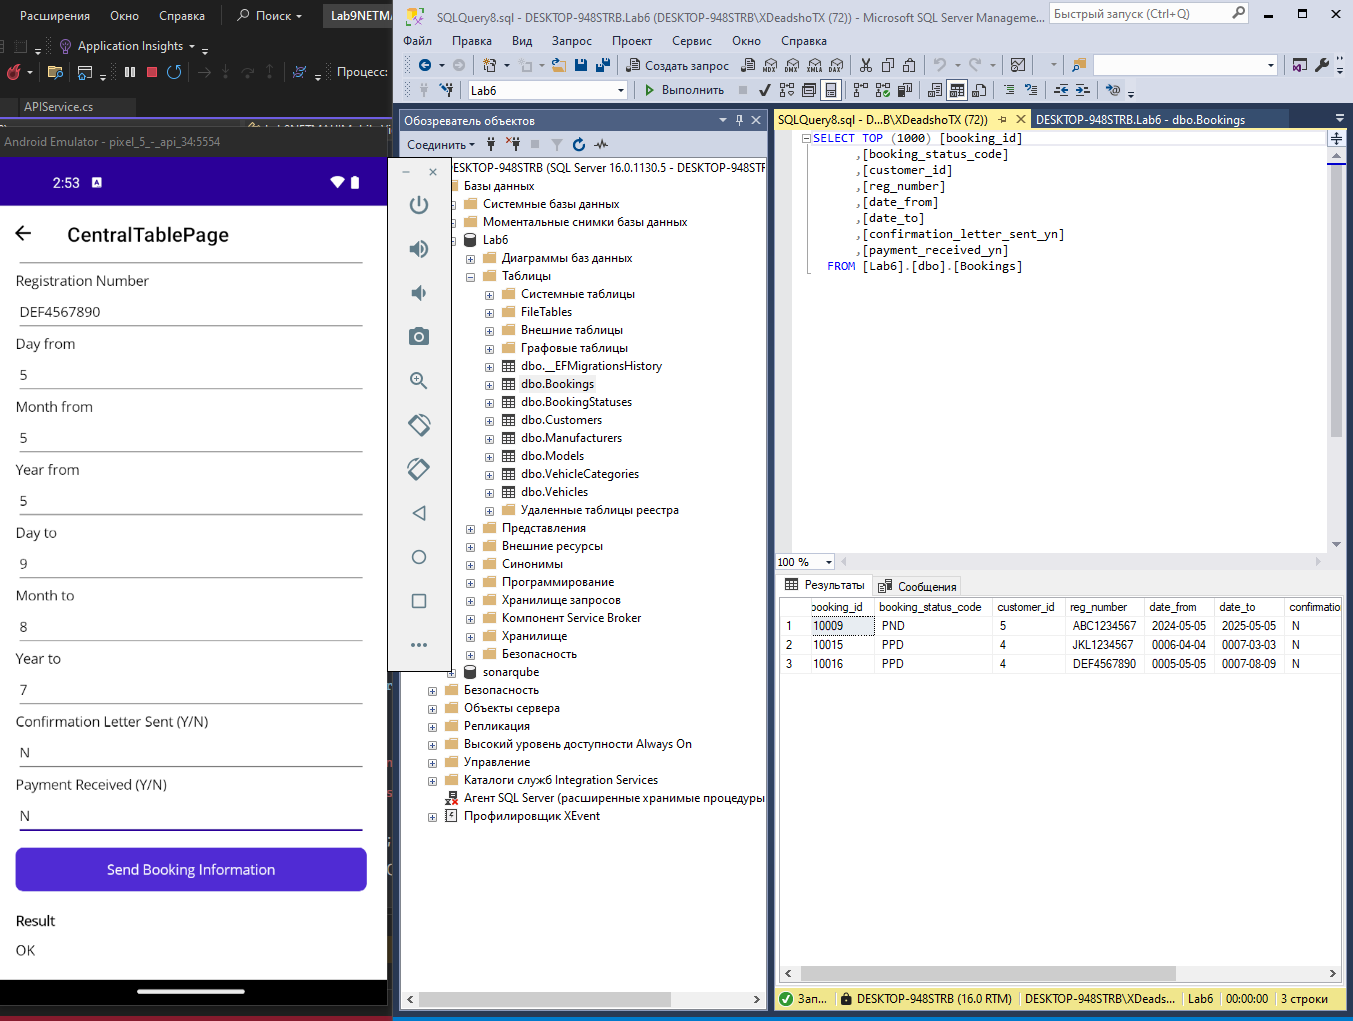 Расширения Окно Справка Поиск Lab9NETMA
Application Insights
Процесс:
APIService.cs
Android Emulator - pixel_5_-_api_34:5554
2:53 A
CentralTablePage
Registration Number
DEF4567890
Day from
5
Month from
5
Year from
5
Day to
9
Month to
8
Year to
7
Confirmation Letter Sent (Y/N)
N
Payment Received (Y/N)
N
Send Booking Information
Result
OK
SQLQuery8.sql - DESKTOP-948STRB.Lab6 (DESKTOP-948STRB\XDeadshoTX (72)) - Microsoft SQL Server Manageme...
Быстрый запуск (Ctrl+Q)
Файл Правка Вид Запрос Проект Сервис Окно Справка
Создать запрос MDX DMX XMLA DAX
Lab6 Выполнить
Обозреватель объектов
Соединить
ESKTOP-948STRB (SQL Server 16.0.1130.5 - DESKTOP-948STF
Базы данных
Системные базы данных
Моментальные снимки базы данных
Lab6
Диаграммы баз данных
Таблицы
Системные таблицы
FileTables
Внешние таблицы
Графовые таблицы
dbo.__EFMigrationsHistory
dbo.Bookings
dbo.BookingStatuses
dbo.Customers
dbo.Manufacturers
dbo.Models
dbo.VehicleCategories
dbo.Vehicles
Удаленные таблицы реестра
Представления
Внешние ресурсы
Синонимы
Программирование
Хранилище запросов
Компонент Service Broker
Хранилище
Безопасность
sonarqube
Безопасность
Объекты сервера
Репликация
Высокий уровень доступности Always On
Управление
Каталоги служб Integration Services
Агент SQL Server (расширенные хранимые процедуры
Профилировщик XEvent
SQLQuery8.sql - D...B\XDeadshoTX (72)) DESKTOP-948STRB.Lab6 - dbo.Bookings
SELECT TOP (1000) [booking_id]
,[booking_status_code]
,[customer_id]
,[reg_number]
,[date_from]
,[date_to]
,[confirmation_letter_sent_yn]
,[payment_received_yn]
FROM [Lab6].[dbo].[Bookings]
100 %
Результаты Сообщения
booking_id booking_status_code customer_id reg_number date_from date_to confirmatio
1 10009 PND 5 ABC1234567 2024-05-05 2025-05-05 N
2 10015 PPD 4 JKL1234567 0006-04-04 0007-03-03 N
3 10016 PPD 4 DEF4567890 0005-05-05 0007-08-09 N
Зап... DESKTOP-948STRB (16.0 RTM) DESKTOP-948STRB\XDeads... Lab6 00:00:00 3 строки